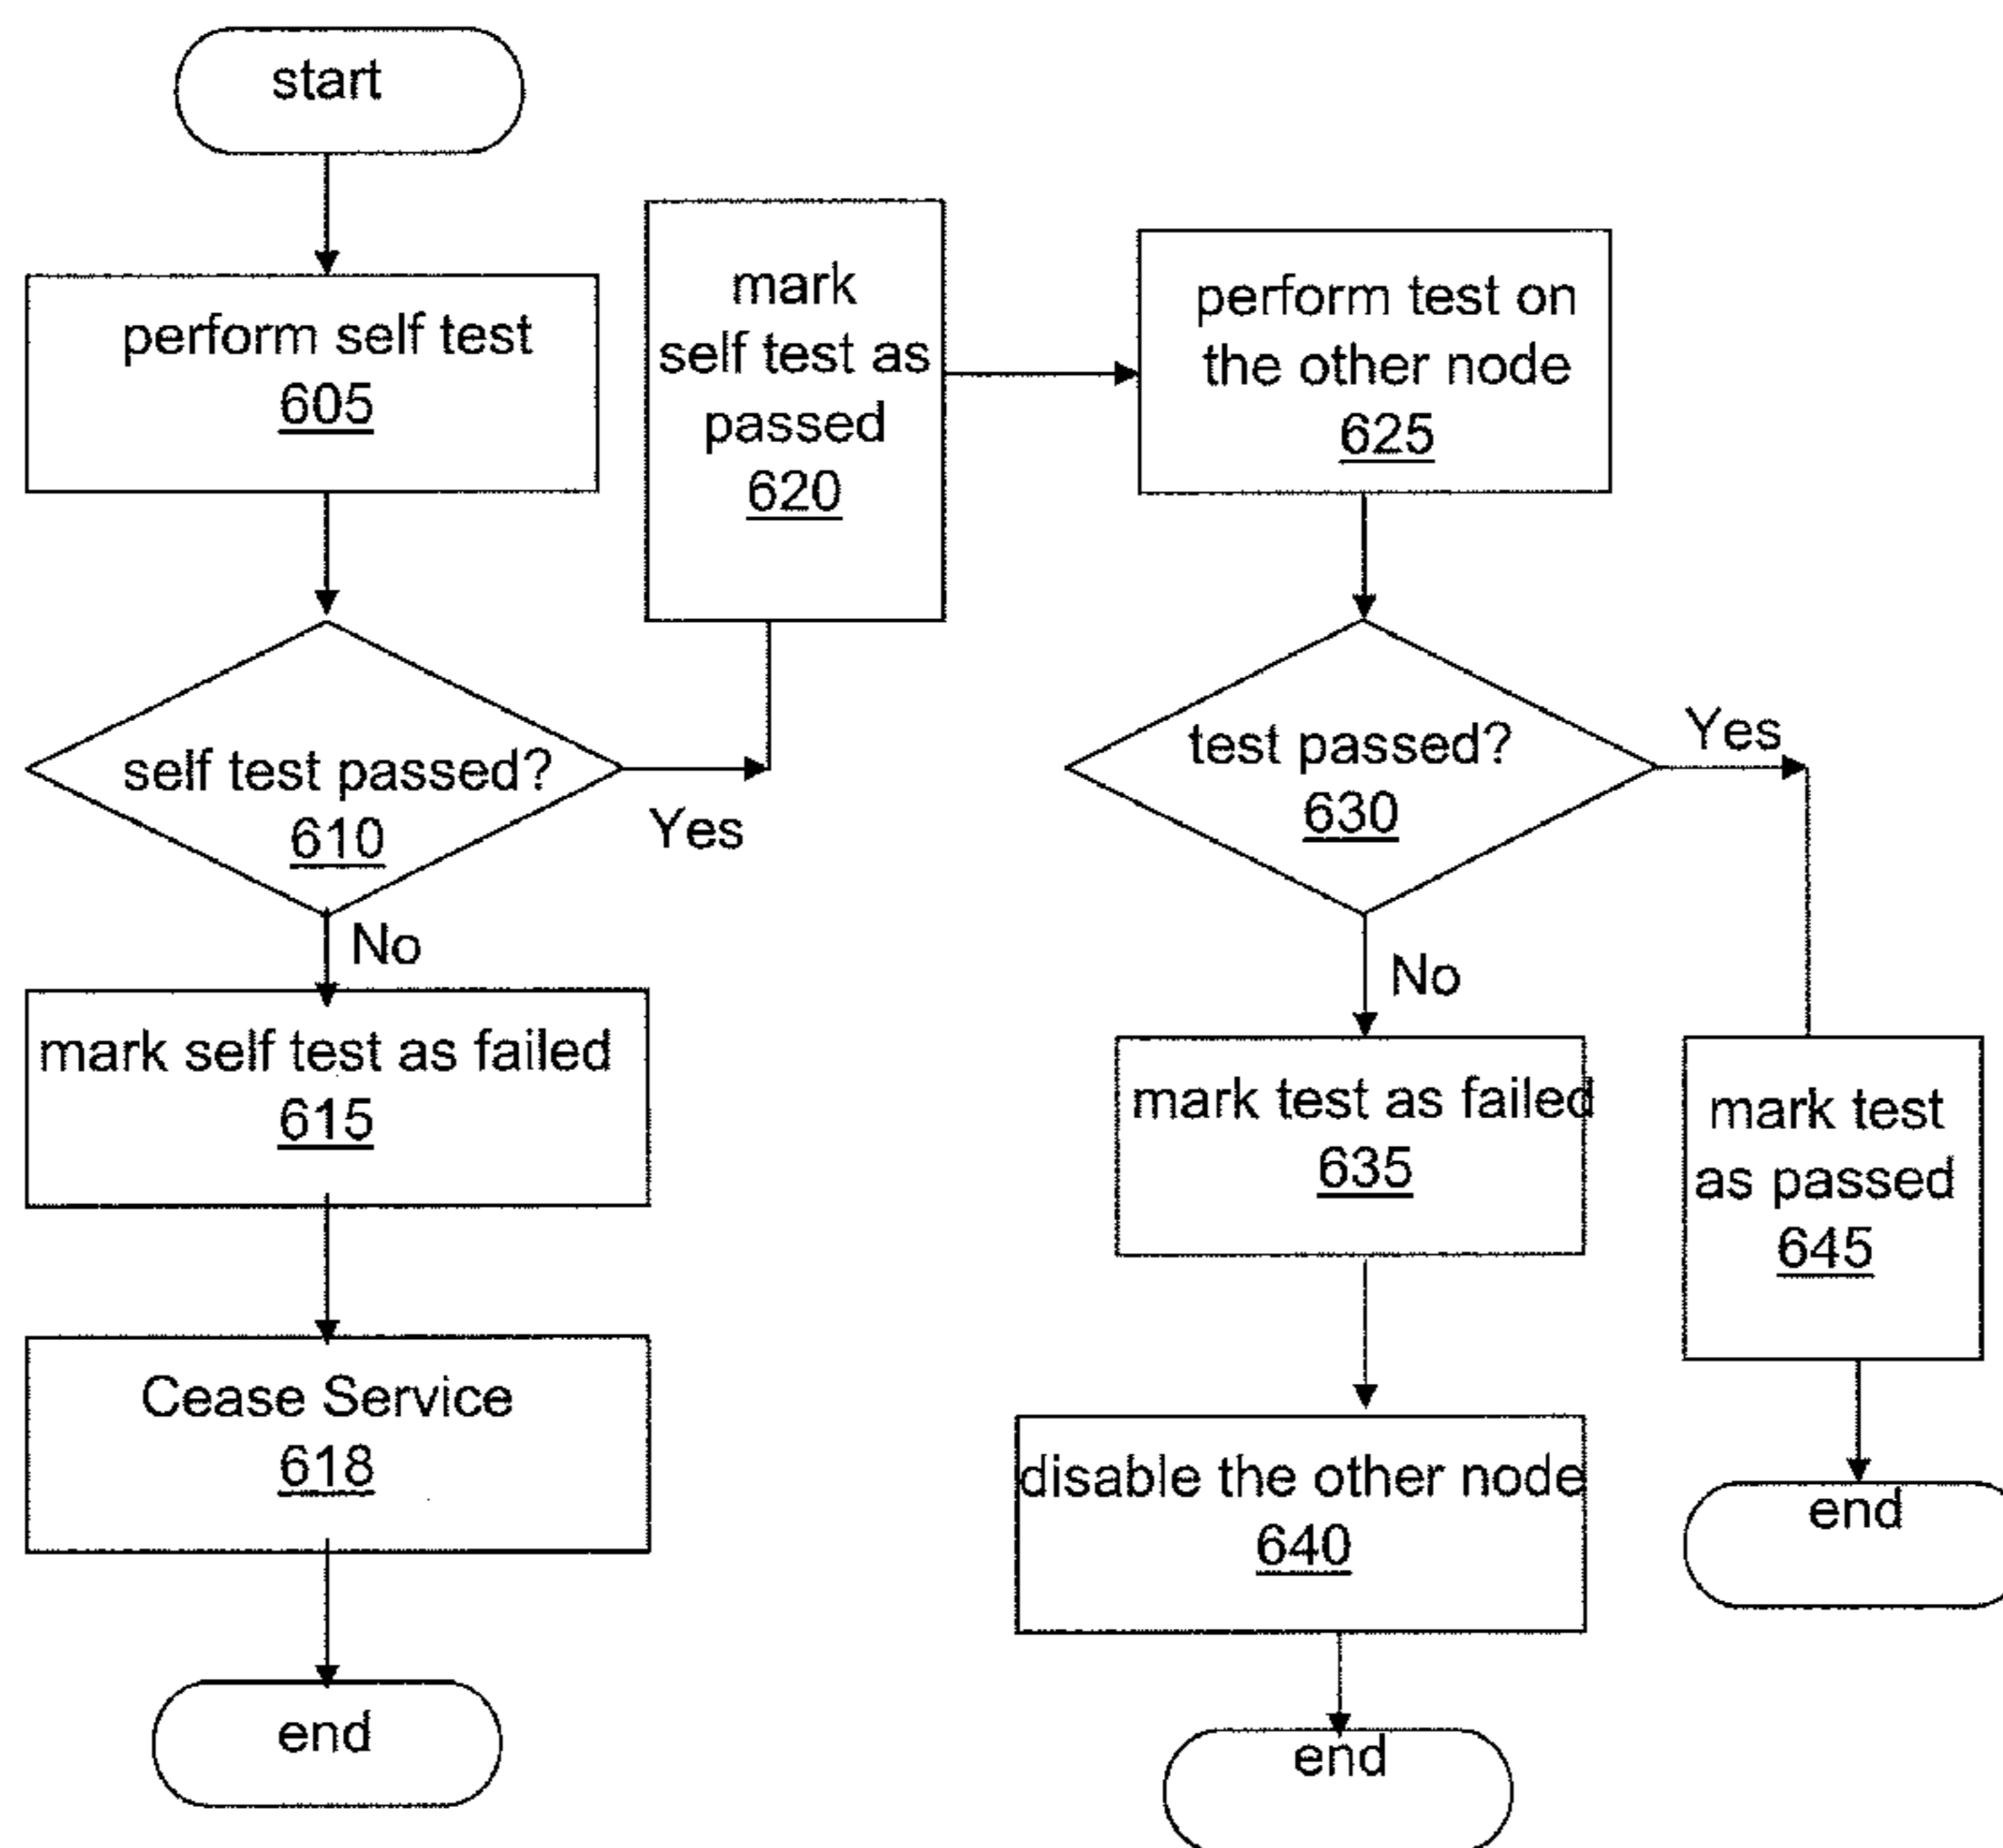 start
perform self test
605
self test passed?
610
Yes
No
mark self test as failed
615
Cease Service
618
end
mark
self test as
passed
620
perform test on
the other node
625
test passed?
630
Yes
No
mark test as failed
635
disable the other node
640
end
mark test
as passed
645
end